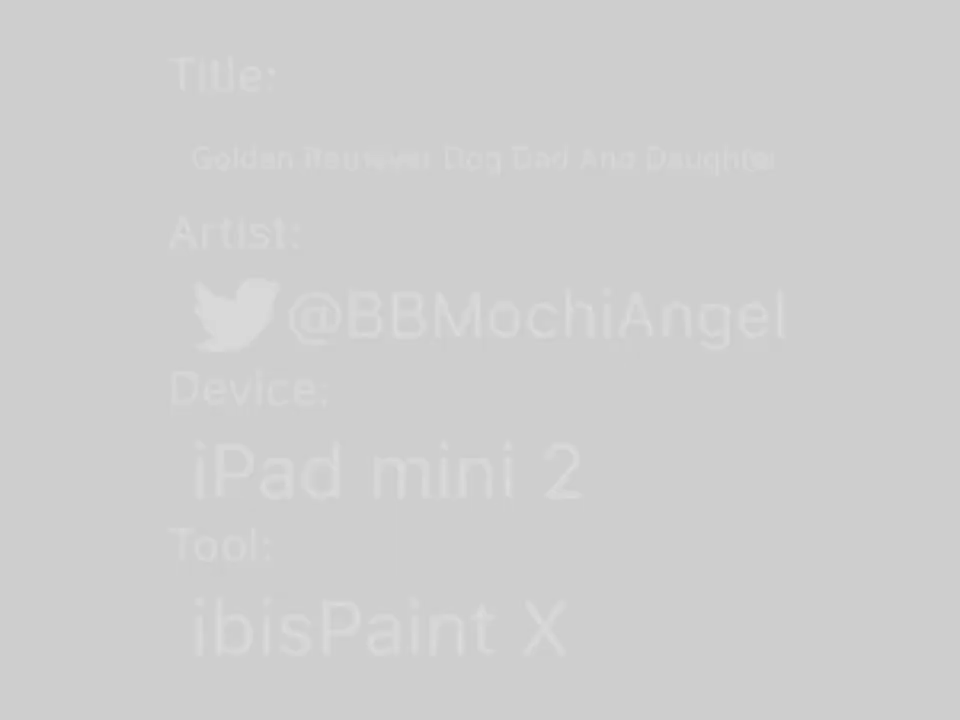 Title:
Golden Retriever Dog Dad And Daughter
Artist:
@BBMochiAngel
Device:
iPad mini 2
Tool:
ibisPaint X